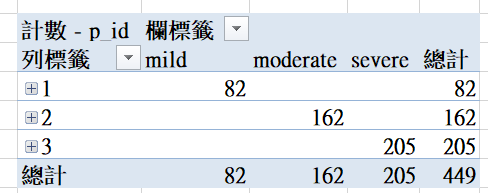 計數 - p_id 欄標籤
列標籤 mild moderate severe 總計
1 82 82
2 162 162
3 205 205
總計 82 162 205 449